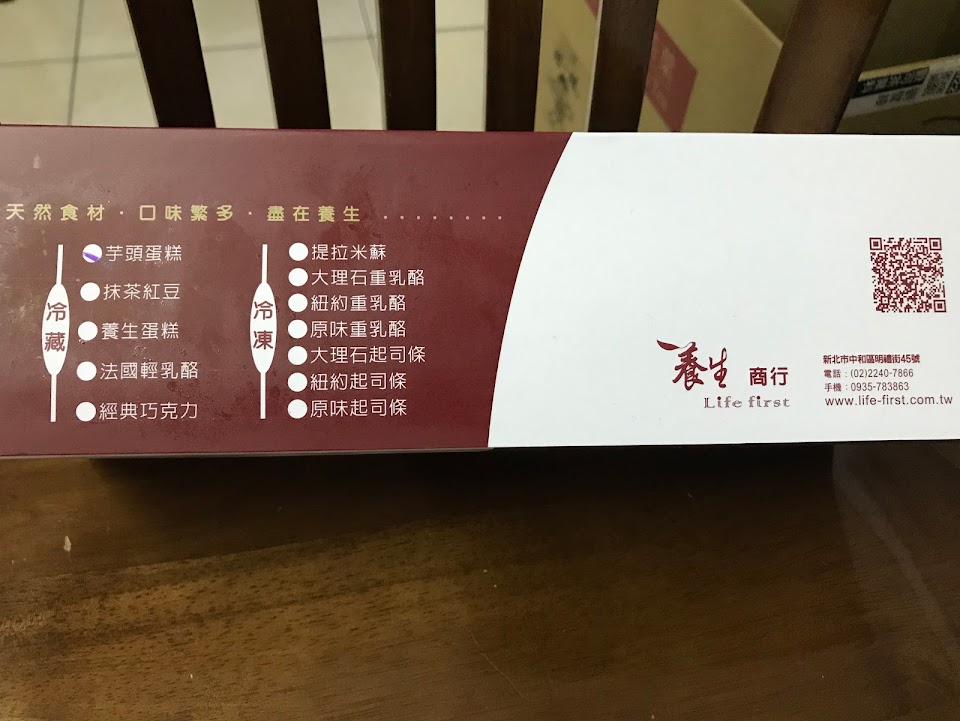 天然食材．口味繁多．盡在養生 ........
冷藏
芋頭蛋糕
抹茶紅豆
養生蛋糕
法國輕乳酪
經典巧克力
冷凍
提拉米蘇
大理石重乳酪
紐約重乳酪
原味重乳酪
大理石起司條
紐約起司條
原味起司條
養生 商行
Life first
新北市中和區明禮街45號
電話：(02)2240-7866
手機：0935-783863
www.life-first.com.tw